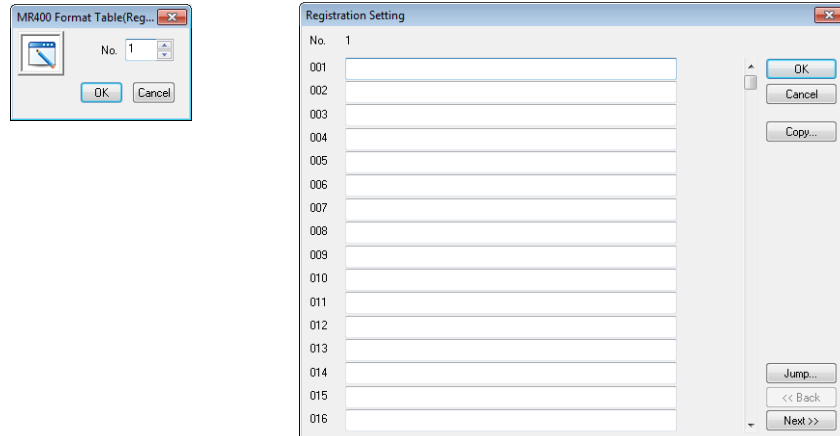 MR400 Format Table(Reg...
No. 1
OK Cancel
Registration Setting
No. 1
001
002
003
004
005
006
007
008
009
010
011
012
013
014
015
016
OK
Cancel
Copy...
Jump...
<< Back
Next >>